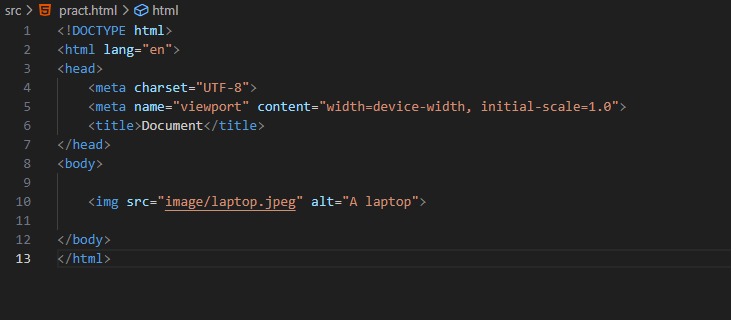 src > pract.html > html
1 <!DOCTYPE html>
2 <html lang="en">
3 <head>
4     <meta charset="UTF-8">
5     <meta name="viewport" content="width=device-width, initial-scale=1.0">
6     <title>Document</title>
7 </head>
8 <body>
9
10     <img src="image/laptop.jpeg" alt="A laptop">
11
12 </body>
13 </html>